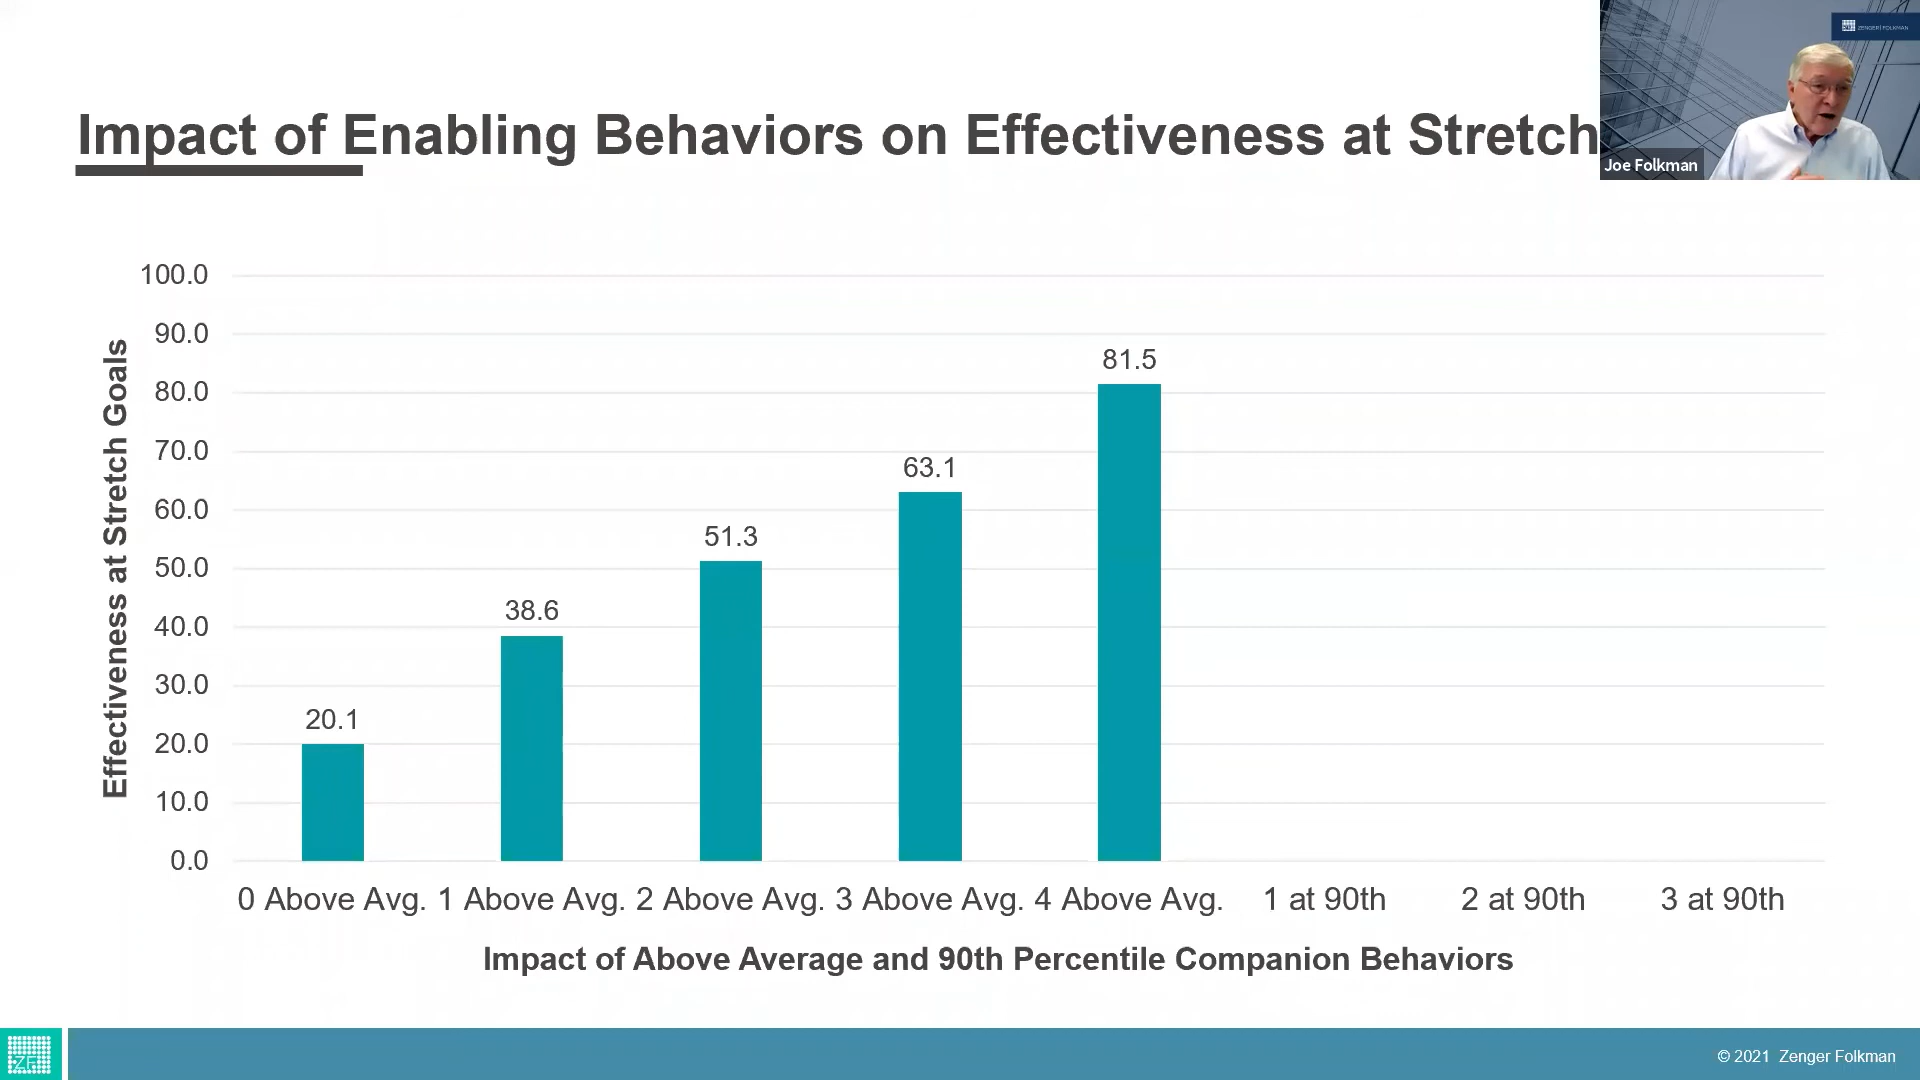 ZENGER|FOLKMAN
Impact of Enabling Behaviors on Effectiveness at Stretch
Joe Folkman
100.0
90.0
80.0
70.0
60.0
50.0
40.0
30.0
20.0
10.0
0.0
Effectiveness at Stretch Goals
20.1
38.6
51.3
63.1
81.5
0 Above Avg. 1 Above Avg. 2 Above Avg. 3 Above Avg. 4 Above Avg. 1 at 90th 2 at 90th 3 at 90th
Impact of Above Average and 90th Percentile Companion Behaviors
ZF
© 2021 Zenger Folkman